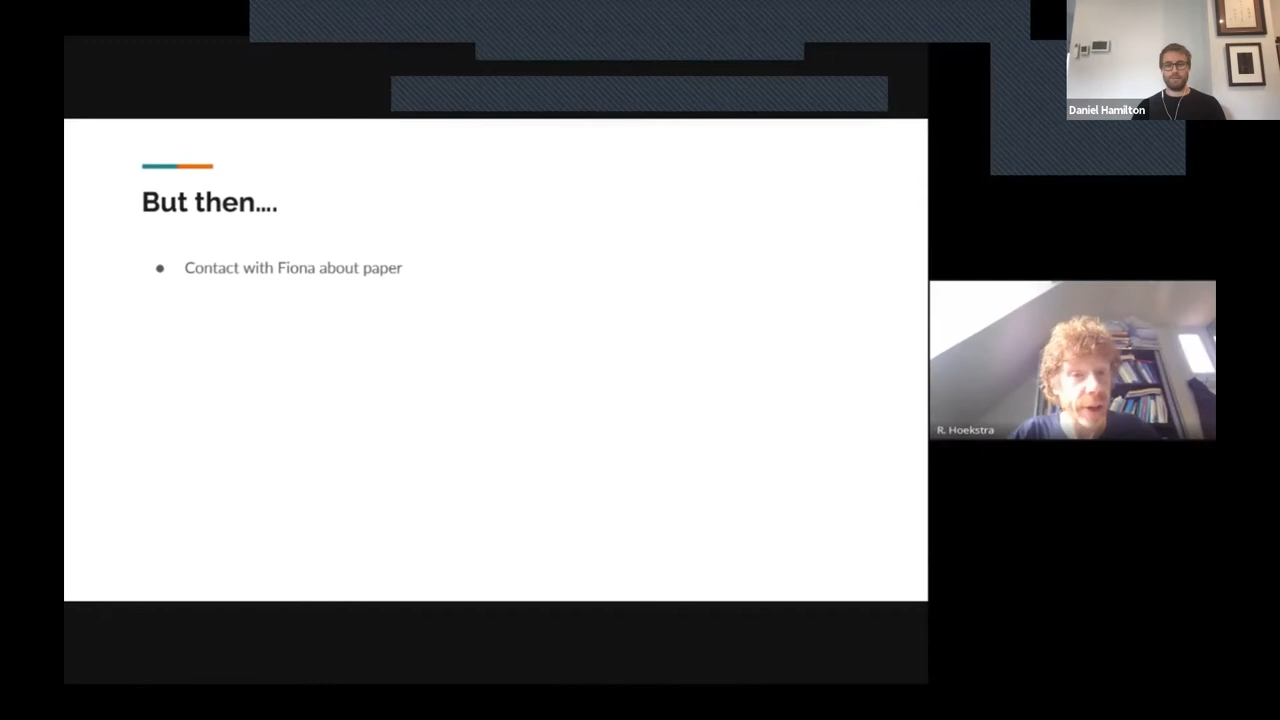 Daniel Hamilton
But then....
● Contact with Fiona about paper
R. Hoekstra